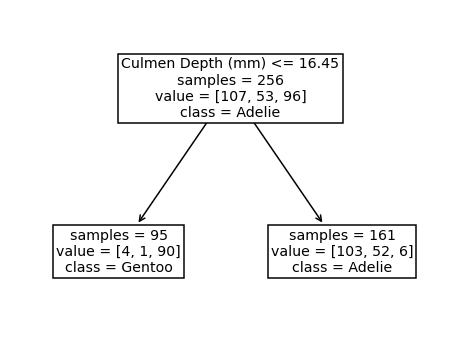 Culmen Depth (mm) <= 16.45
samples = 256
value = [107, 53, 96]
class = Adelie
samples = 95
value = [4, 1, 90]
class = Gentoo
samples = 161
value = [103, 52, 6]
class = Adelie